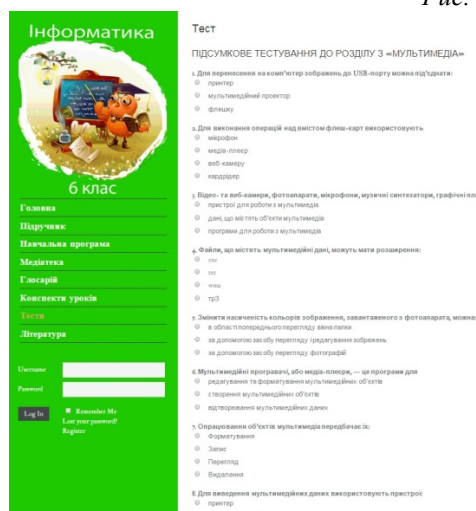 Рис.
Інформатика
6 клас
Головна
Підручник
Навчальна програма
Медіатека
Глосарій
Конспекти уроків
Тести
Література
Username
Password
Log In
Remember Me
Lost your password?
Register
Тест
ПІДСУМКОВЕ ТЕСТУВАННЯ ДО РОЗДІЛУ 3 «МУЛЬТИМЕДІА»
1. Для перенесення на комп'ютер зображень до USB-порту можна під'єднати:
принтер
мультимедійний проектор
флешку
2. Для виконання операцій над вмістом флеш-карт використовують
мікрофон
медіа-плеєр
веб-камеру
кардрідер
3. Відео- та веб-камери, фотоапарати, мікрофони, музичні синтезатори, графічні
пристрої для роботи з мультимедіа
дані, що містять об'єкти мультимедіа
програми для роботи з мультимедіа
4. Файли, що містять мультимедійні дані, можуть мати розширення:
тр3
5. Змінити насиченість кольорів зображення, завантаженого з фотоапарата, можна
в області попереднього перегляду вікна папки
за допомогою засобу перегляду і редагування зображень
за допомогою засобу перегляду фотографій
6. Мультимедійні програвачі, або медіа-плеєри, — це програми для
редагування та форматування мультимедійних об'єктів
створення мультимедійних об'єктів
відтворювання мультимедійних даних
7. Опрацювання об'єктів мультимедіа передбачає їх:
Форматування
Запис
Перегляд
Видалення
8. Для виведення мультимедійних даних використовують пристрої:
принтер